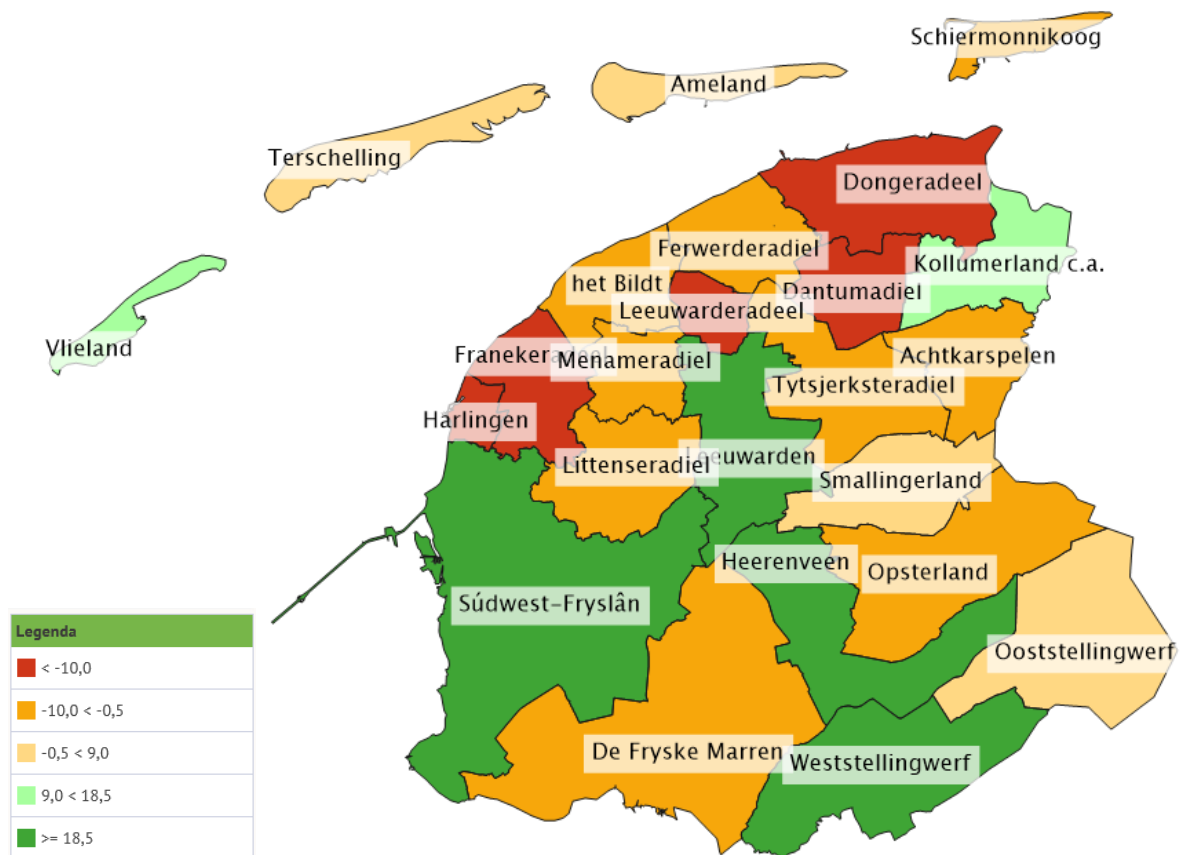 Schiermonnikoog
Ameland
Terschelling
Dongeradeel
Ferwerderadiel
Kollumerland c.a.
het Bildt
Dantumadiel
Leeuwarderadeel
Vlieland
Franekeradeel
Menameradiel
Achtkarspelen
Tytsjerksteradiel
Harlingen
Leeuwarden
Littenseradiel
Smallingerland
Heerenveen
Opsterland
Súdwest-Fryslân
Ooststellingwerf
De Fryske Marren
Weststellingwerf
Legenda
< -10,0
-10,0 < -0,5
-0,5 < 9,0
9,0 < 18,5
>= 18,5